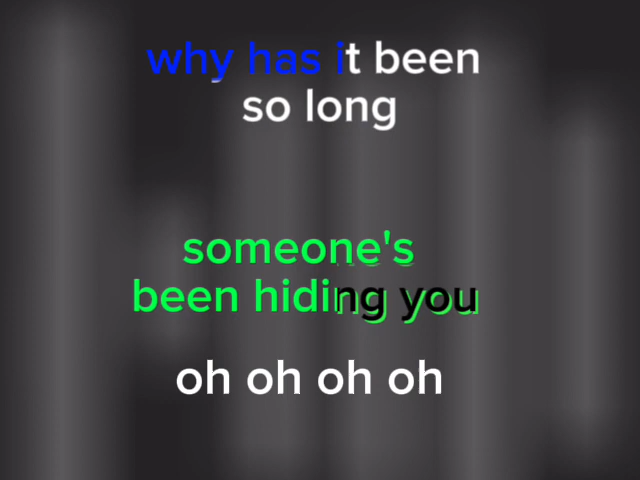 why has it been
so long
someone's
been hiding you
oh oh oh oh